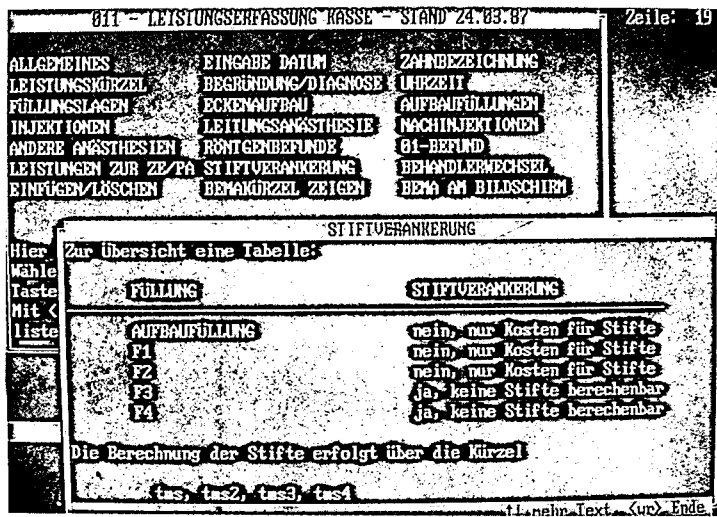 011 - LEISTUNGSERFASSUNG KASSE - STAND 24.03.87 Zeile: 19
ALLGEMEINES EINGABE DATUM ZAHNBEZEICHNUNG
LEISTUNGSKÜRZEL BEGRÜNDUNG/DIAGNOSE UHRZEIT
FÜLLUNGSLAGEN ECKENAUFBAU AUFBAUFÜLLUNGEN
INJEKTIONEN LEITUNGSANÄSTHESIE NACHINJEKTIONEN
ANDERE ANÄSTHESIEN RÖNTGENBEFUNDE 01-BEFUND
LEISTUNGEN ZUR ZE/PA STIFTVERANKERUNG BEHANDLERWECHSEL
EINFÜGEN/LÖSCHEN BEMAKÜRZEL ZEIGEN BEMA AM BILDSCHIRM
STIFTVERANKERUNG
Hier Zur Übersicht eine Tabelle:
Wähle
Taste FÜLLUNG STIFTVERANKERUNG
Mit <
liste AUFBAUFÜLLUNG nein, nur Kosten für Stifte
F1 nein, nur Kosten für Stifte
F2 nein, nur Kosten für Stifte
F3 ja, keine Stifte berechenbar
F4 ja, keine Stifte berechenbar
Die Berechnung der Stifte erfolgt über die Kürzel
tms, tms2, tms3, tms4
↑↓ mehr Text <wr> Ende